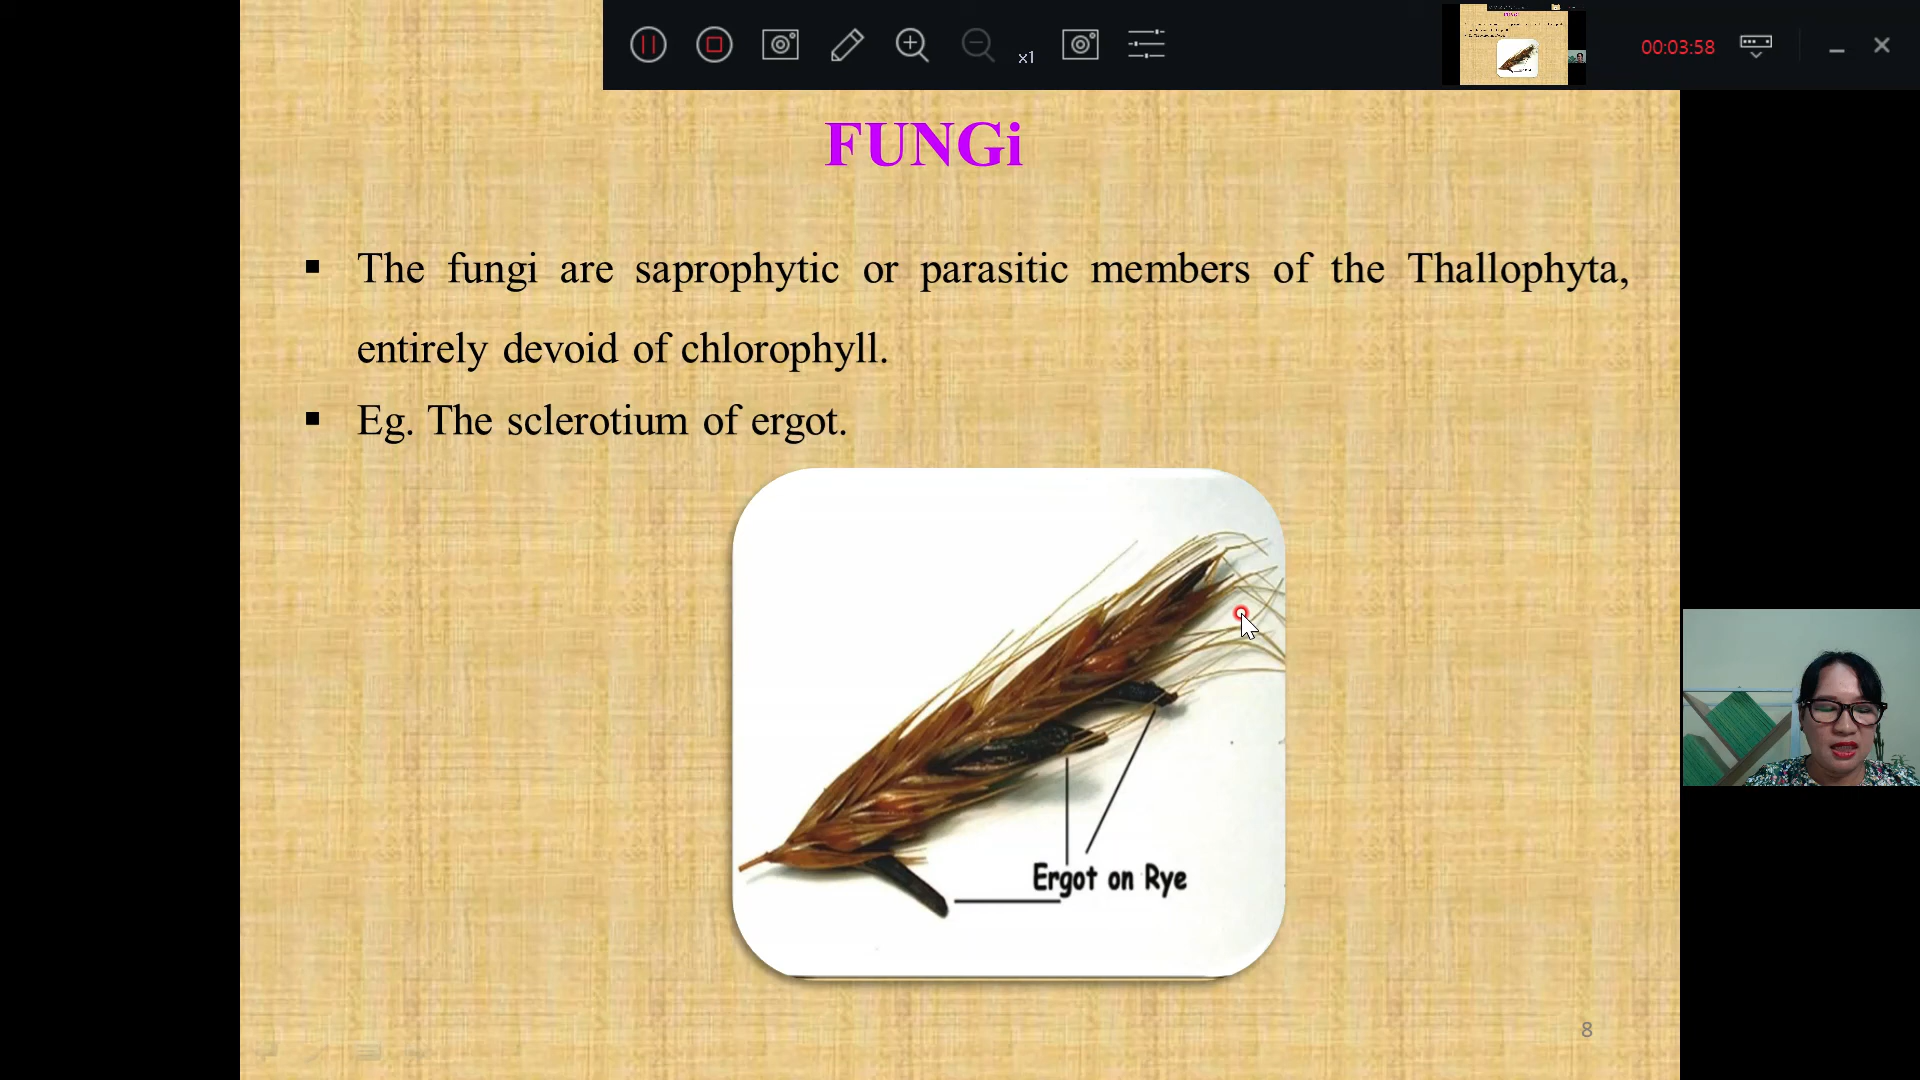 x1
00:03:58
FUNGi
▪ The fungi are saprophytic or parasitic members of the Thallophyta,
entirely devoid of chlorophyll.
▪ Eg. The sclerotium of ergot.
Ergot on Rye
8